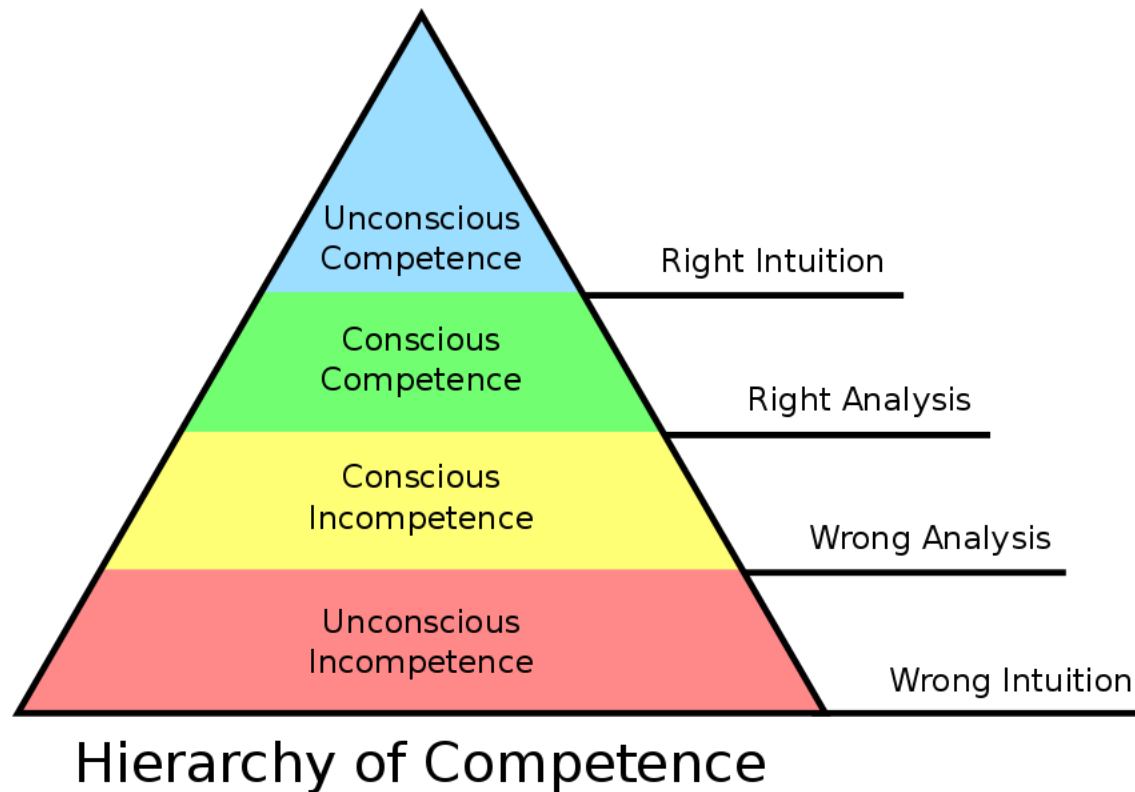 Unconscious
Competence
Right Intuition
Conscious
Competence
Right Analysis
Conscious
Incompetence
Wrong Analysis
Unconscious
Incompetence
Wrong Intuition
Hierarchy of Competence